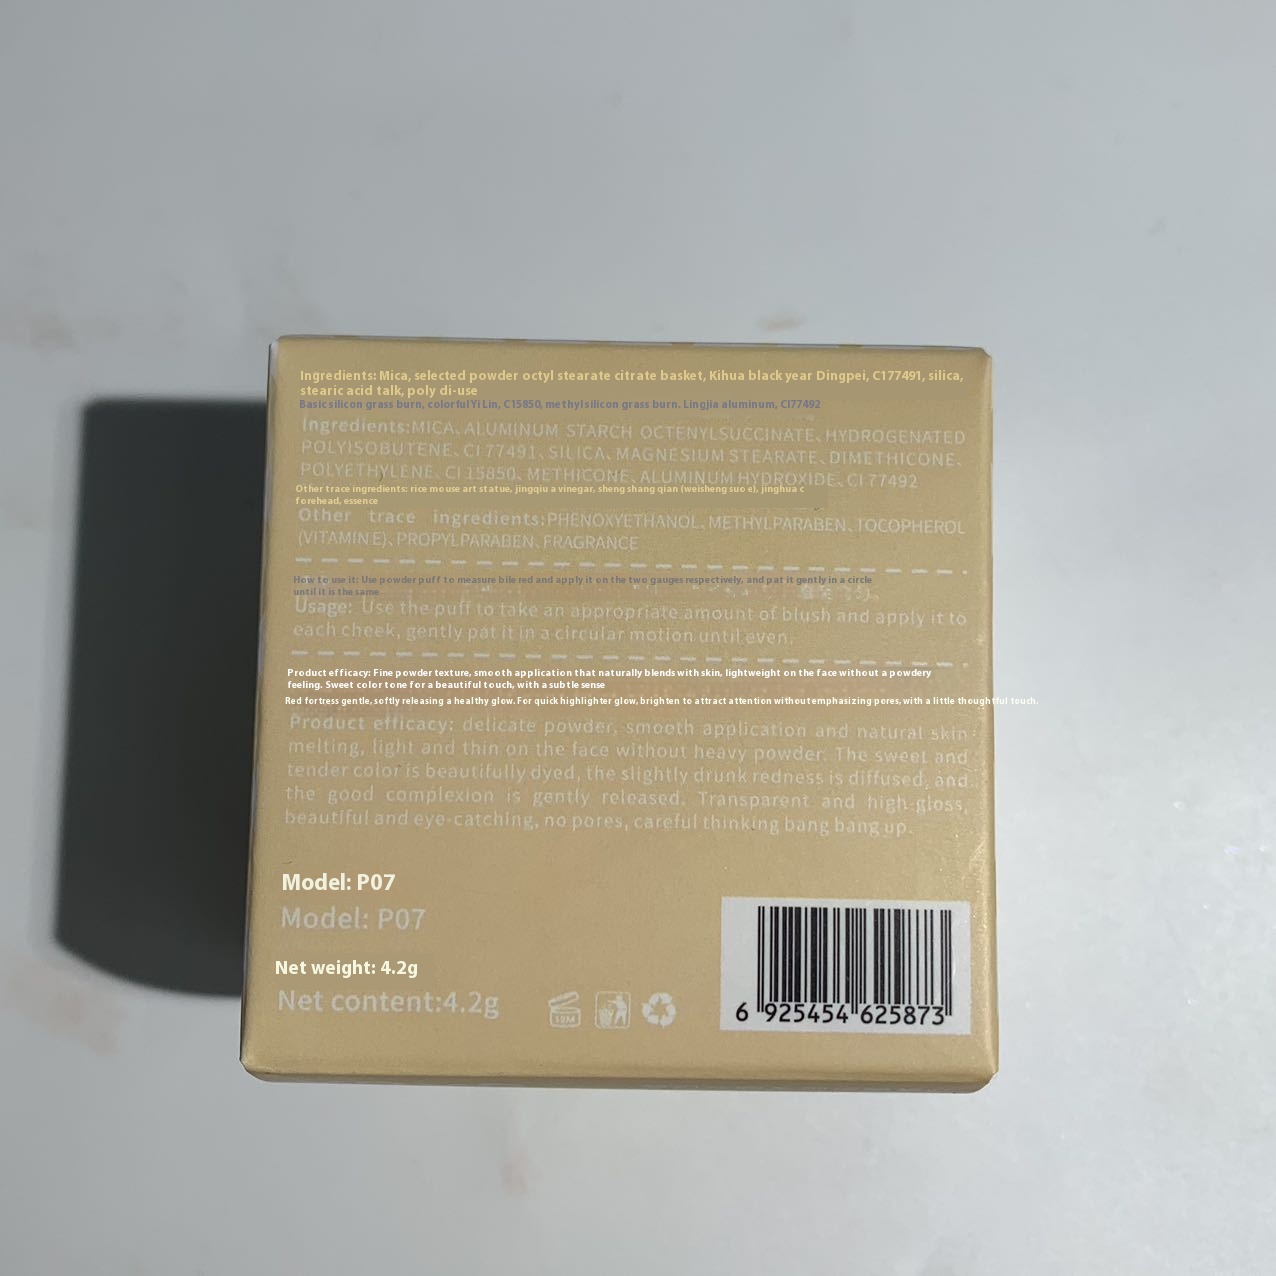 Ingredients: Mica, selected powder octyl stearate citrate basket, Kihua black year Dingpei, C177491, silica,
stearic acid talk, poly di-use
Basic silicon grass burn, colorful Yi Lin, C15850, methyl silicon grass burn. Lingjia aluminum, CI77492
Ingredients:MICA、ALUMINUM STARCH OCTENYLSUCCINATE、HYDROGENATED
POLYISOBUTENE、CI 77491、SILICA、MAGNESIUM STEARATE、DIMETHICONE、
POLYETHYLENE、CI 15850、METHICONE、ALUMINUM HYDROXIDE、CI 77492
Other trace ingredients: rice mouse art statue, jingqiu a vinegar, sheng shang qian (weisheng suo e), jinghua c
forehead, essence
Other trace ingredients:PHENOXYETHANOL、METHYLPARABEN、TOCOPHEROL
(VITAMIN E)、PROPYLPARABEN、FRAGRANCE
How to use it: Use powder puff to measure bile red and apply it on the two gauges respectively, and pat it gently in a circle
until it is the same
Usage: Use the puff to take an appropriate amount of blush and apply it to
each cheek, gently pat it in a circular motion until even.
Product efficacy: Fine powder texture, smooth application that naturally blends with skin, lightweight on the face without a powdery
feeling. Sweet color tone for a beautiful touch, with a subtle sense
Red fortress gentle, softly releasing a healthy glow. For quick highlighter glow, brighten to attract attention without emphasizing pores, with a little thoughtful touch.
Product efficacy: delicate powder, smooth application and natural skin
melting, light and thin on the face without heavy powder. The sweet and
tender color is beautifully dyed, the slightly drunk redness is diffused, and
the good complexion is gently released. Transparent and high-gloss,
beautiful and eye-catching, no pores, careful thinking bang bang up.
Model: P07
Model: P07
Net weight: 4.2g
Net content:4.2g
6 925454 625873